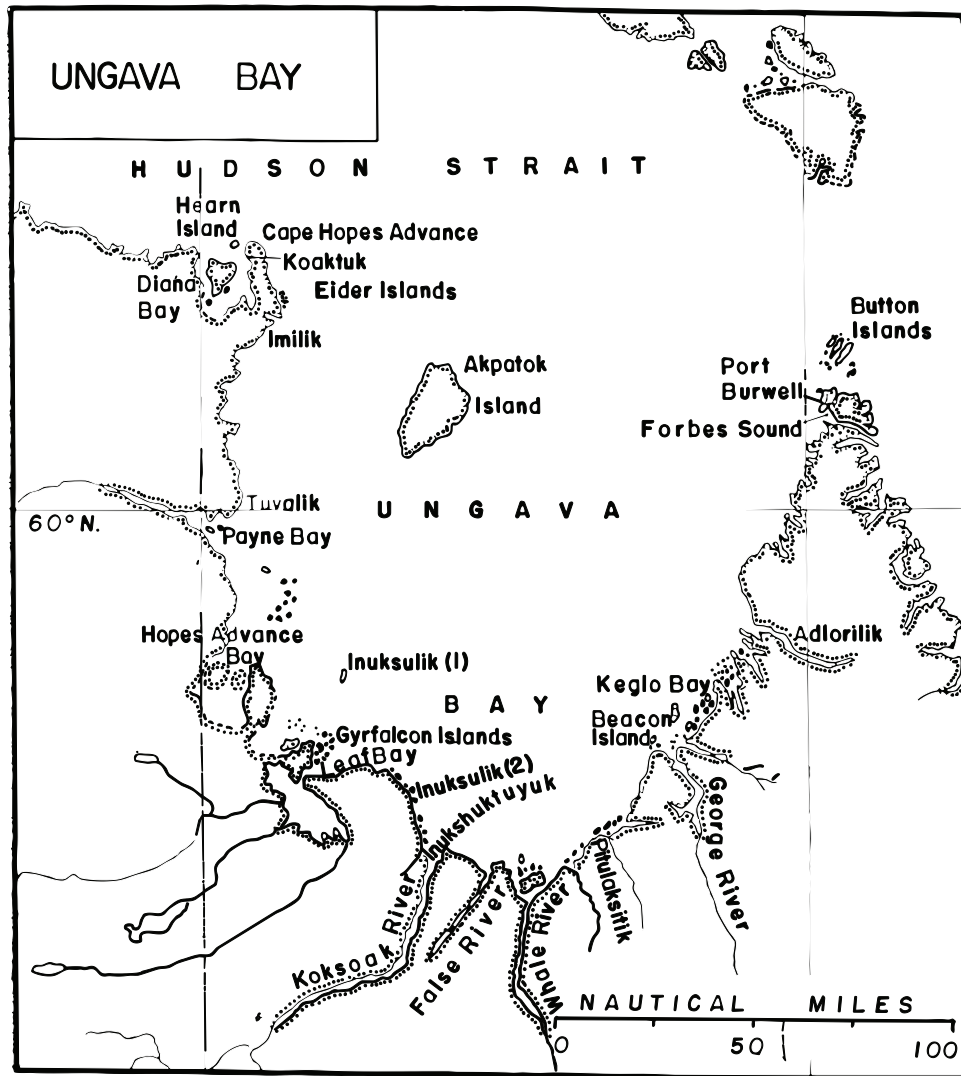 UNGAVA BAY
HUDSON STRAIT
Hearn
Island
Cape Hopes Advance
Koaktuk
Diana
Bay
Eider Islands
Imilik
Button
Islands
Akpatok
Island
Port
Burwell
Forbes Sound
Tuvalik
UNGAVA
60° N.
Payne Bay
Hopes Advance
Bay
Adlorilik
Inuksulik (1)
Keglo Bay
BAY
Beacon
Island
Gyrfalcon Islands
Leaf Bay
Inuksulik (2)
Inukshuktuyuk
George River
Pitulaksitik
Koksoak River
False River
Whale River
NAUTICAL MILES
0 50 100